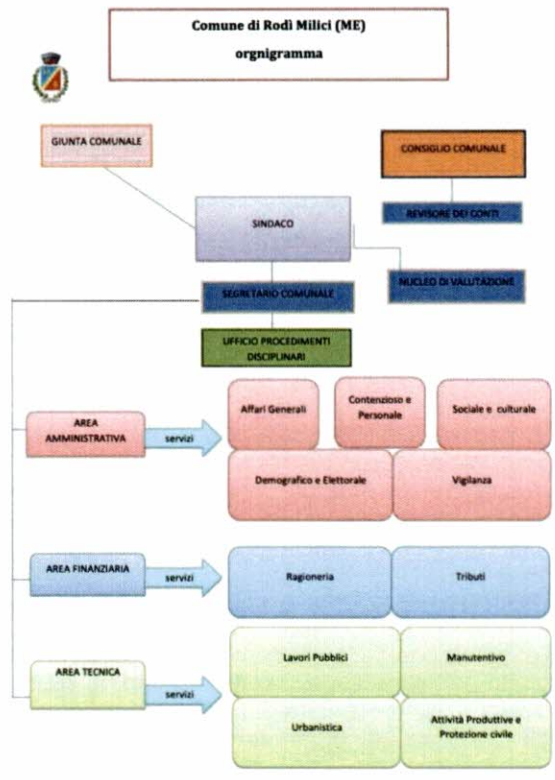 Comune di Rodì Milici (ME)
orgnigramma
GIUNTA COMUNALE
CONSIGLIO COMUNALE
REVISORE DEI CONTI
SINDACO
NUCLEO DI VALUTAZIONE
SEGRETARIO COMUNALE
UFFICIO PROCEDIMENTI
DISCIPLINARI
AREA
AMMINISTRATIVA
servizi
Affari Generali
Contenzioso e
Personale
Sociale e culturale
Demografico e Elettorale
Vigilanza
AREA FINANZIARIA
servizi
Ragioneria
Tributi
AREA TECNICA
servizi
Lavori Pubblici
Manutentivo
Urbanistica
Attività Produttive e
Protezione civile